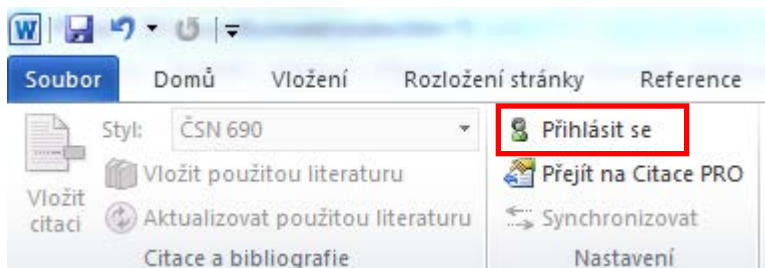 Soubor Domů Vložení Rozložení stránky Reference
Styl: ČSN 690
Přihlásit se
Vložit použitou literaturu
Přejít na Citace PRO
Vložit
citaci
Aktualizovat použitou literaturu
Synchronizovat
Citace a bibliografie
Nastavení